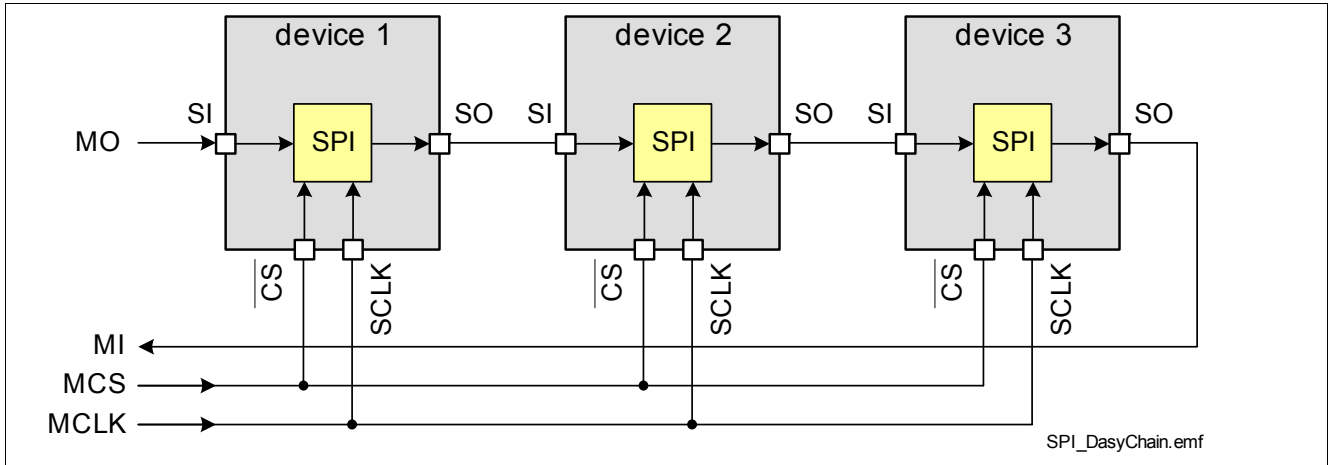 device 1
device 2
device 3
SI
SO
SI
SO
SI
SO
MO
SPI
SPI
SPI
CS
SCLK
CS
SCLK
CS
SCLK
MI
MCS
MCLK
SPI_DasyChain.emf